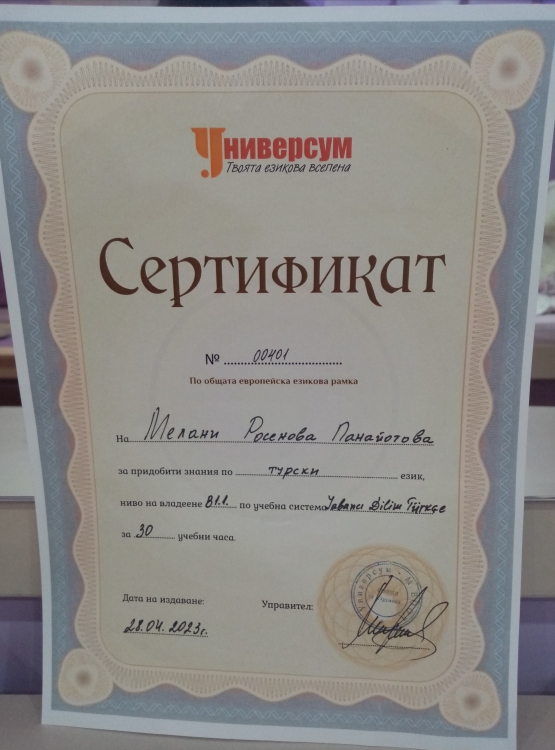 Универсум
Твоята езикова вселена
Сертификат
№ 00401
По общата европейска езикова рамка
На Мелани Росенова Панайотова
за придобити знания по турски език,
ниво на владеене B1.1. по учебна система Yabancı Dilim Türkçe
за 30 учебни часа.
Дата на издаване: Управител:
28.04.2023г.
Универсум